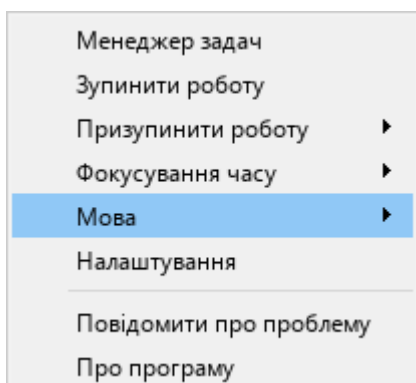 Менеджер задач
Зупинити роботу
Призупинити роботу
Фокусування часу
Мова
Налаштування
Повідомити про проблему
Про програму